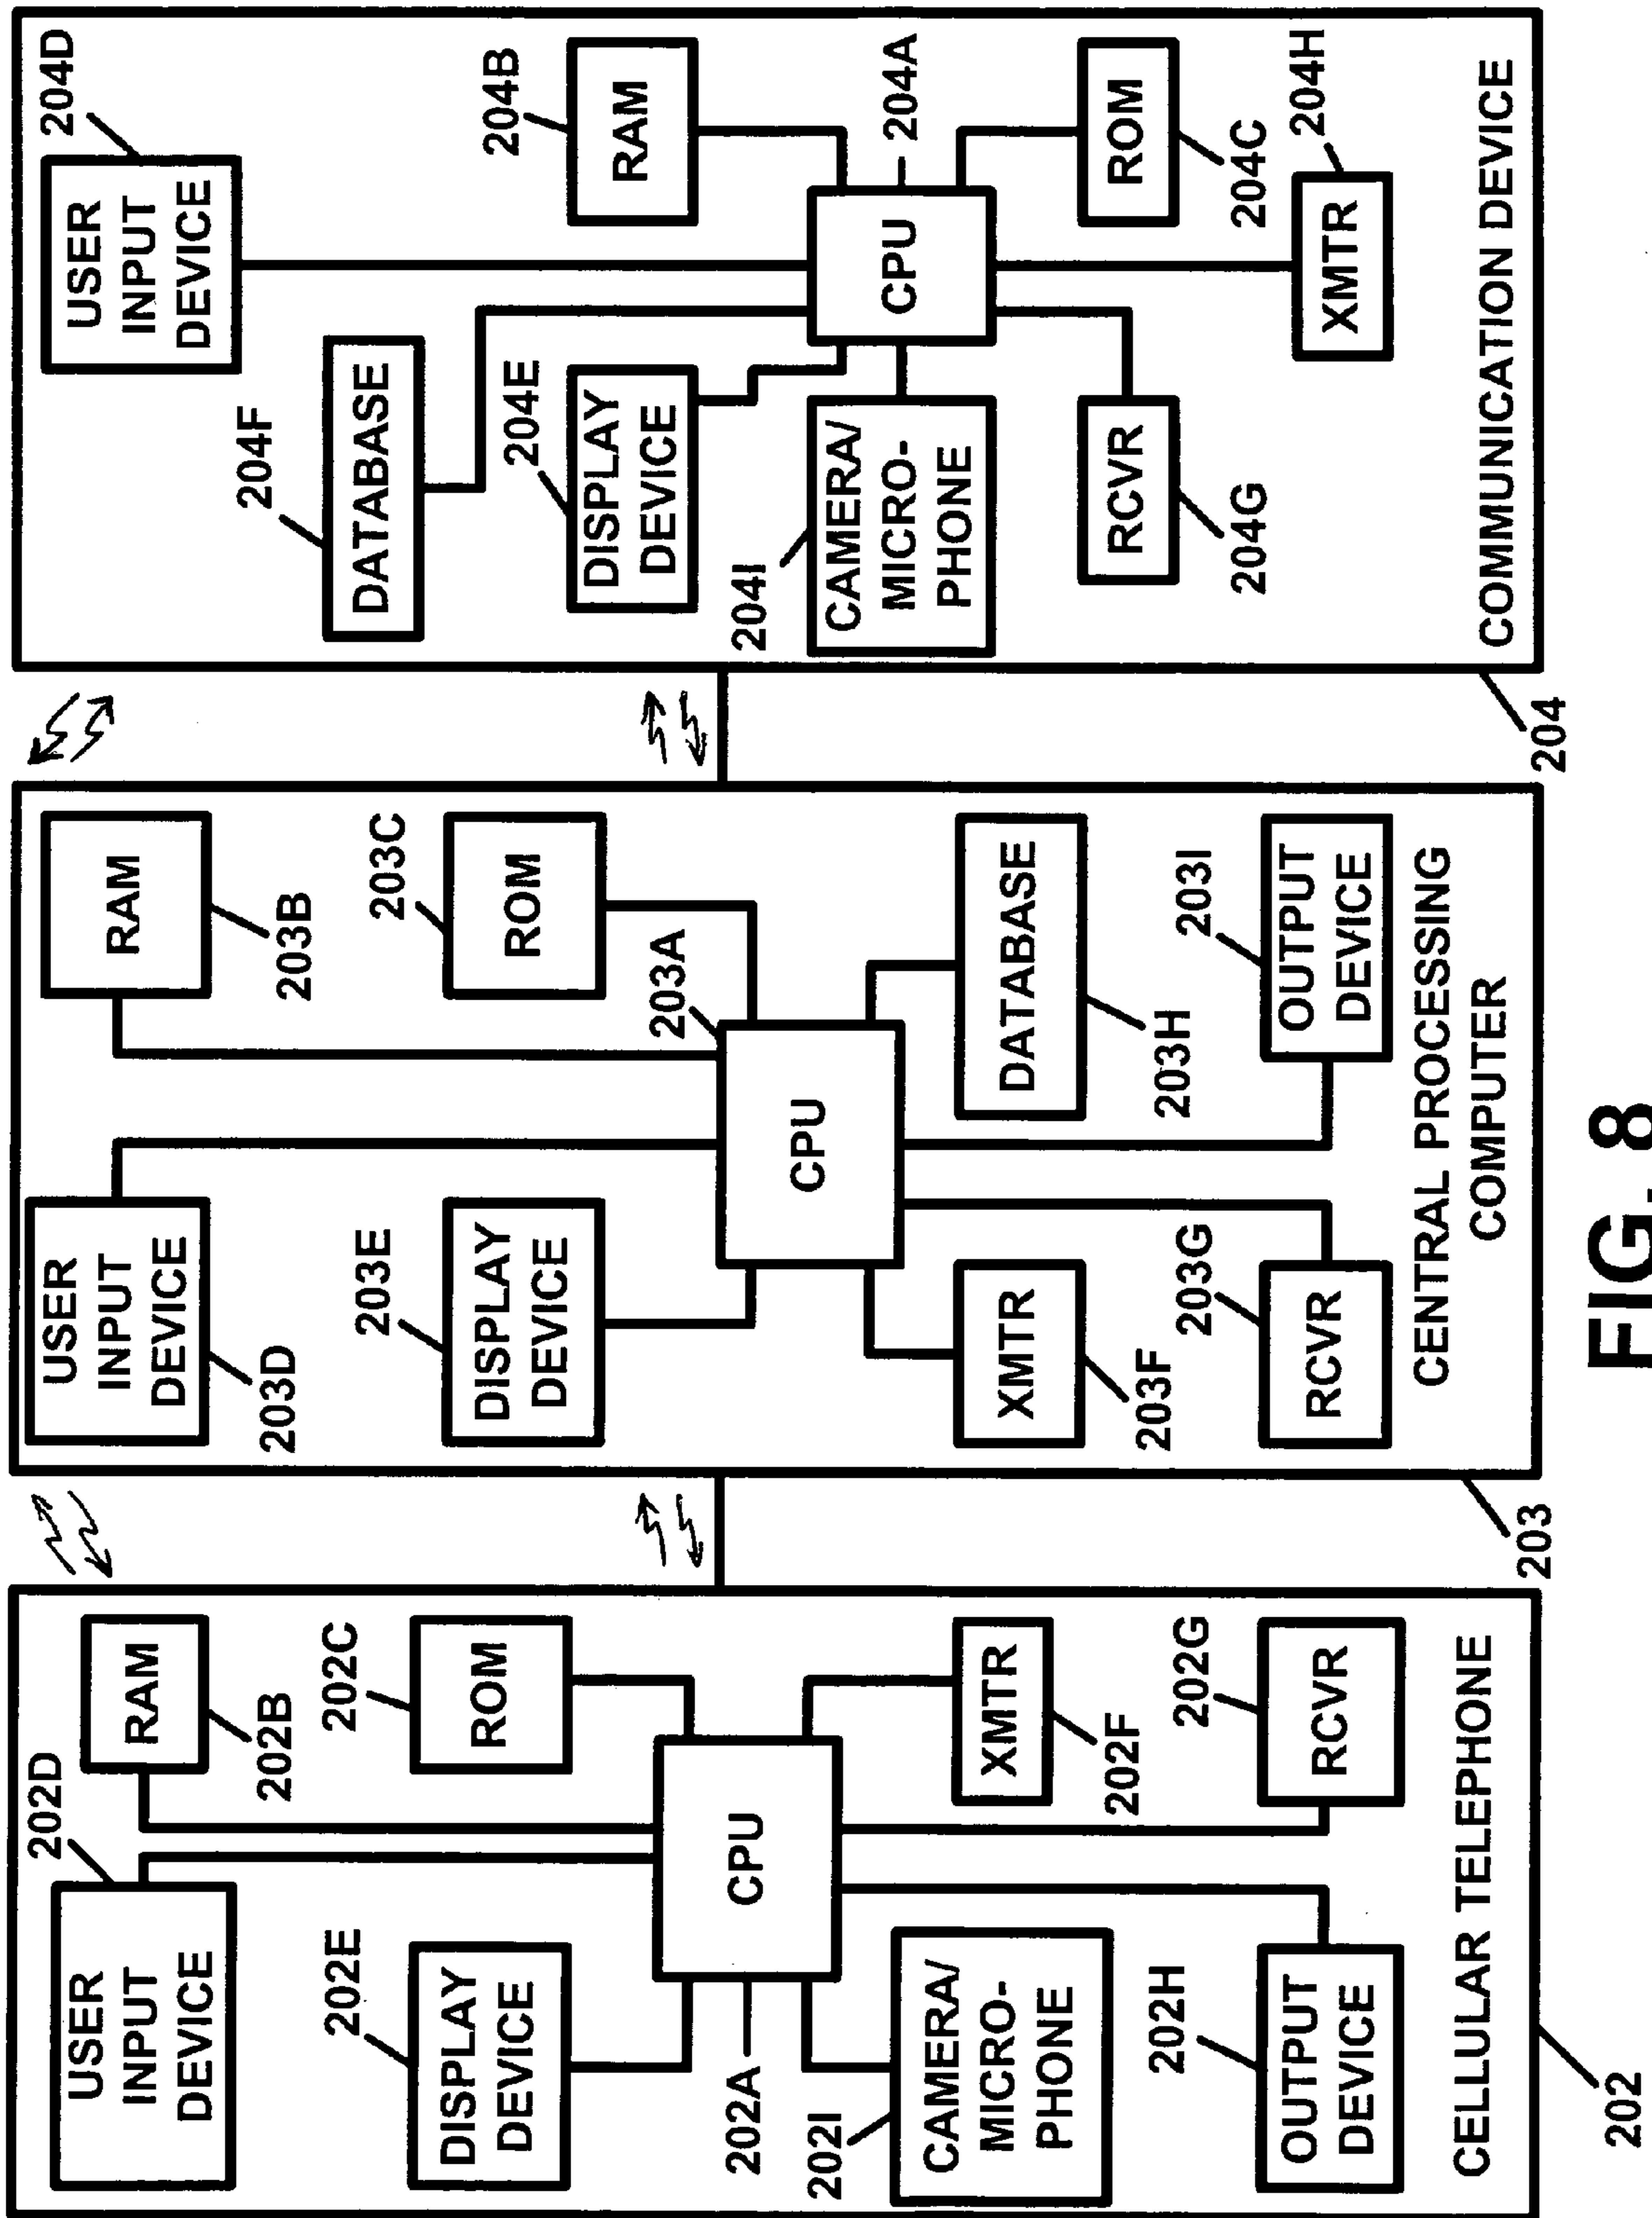 202D
USER
INPUT
DEVICE
RAM
202B
202E
DISPLAY
DEVICE
202C
ROM
202A
CPU
202I
CAMERA/
MICRO-
PHONE
XMTR
202F
202H
OUTPUT
DEVICE
202G
RCVR
CELLULAR TELEPHONE
202
USER
INPUT
DEVICE
203D
RAM
203B
203E
DISPLAY
DEVICE
203C
ROM
203A
CPU
XMTR
203F
DATABASE
203H
203G
RCVR
203I
OUTPUT
DEVICE
CENTRAL PROCESSING
COMPUTER
203
204D
USER
INPUT
DEVICE
204F
DATABASE
204B
RAM
204E
DISPLAY
DEVICE
204I
CAMERA/
MICRO-
PHONE
CPU
204A
RCVR
204G
ROM
204C
XMTR
204H
COMMUNICATION DEVICE
204
FIG. 8